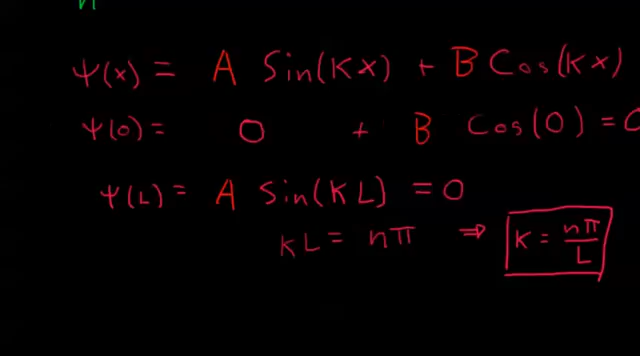 Ψ(x) = A Sin(Kx) + B Cos(Kx)
Ψ(0) = 0 + B Cos(0) = 0
Ψ(L) = A Sin(KL) = 0
KL = nπ ⇒ K = nπ/L